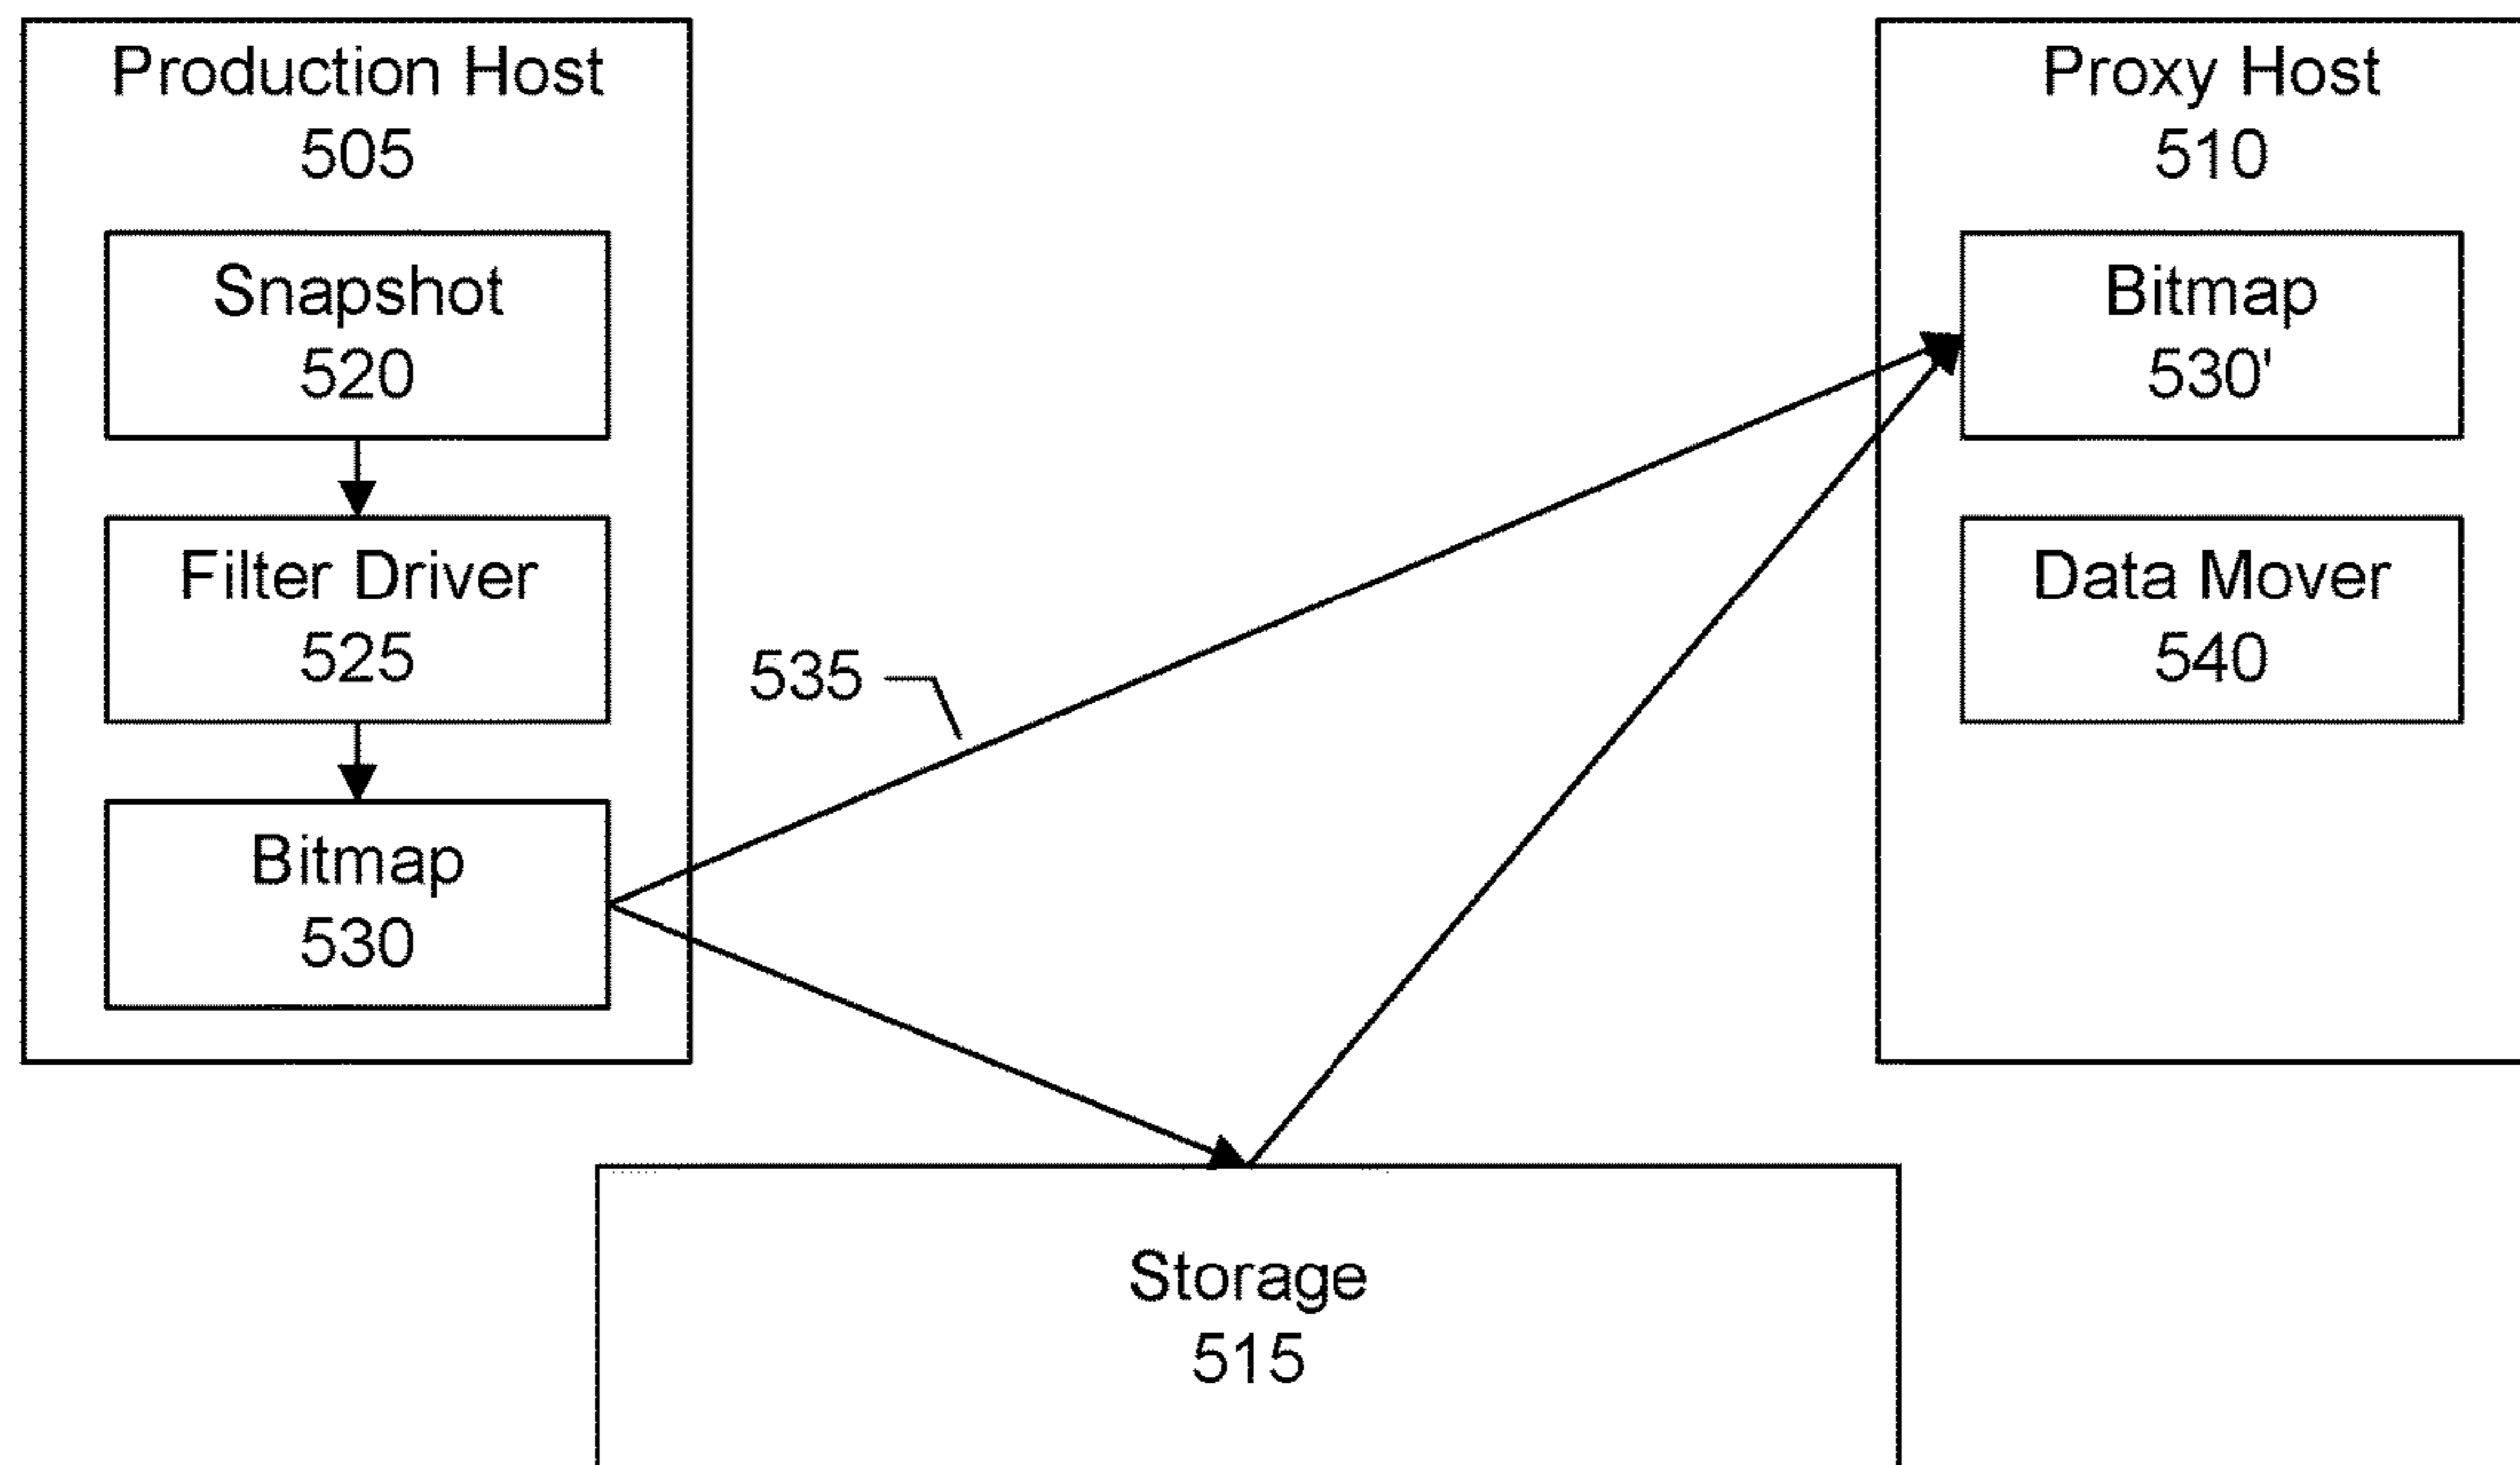 Production Host
505
Snapshot
520
Filter Driver
525
Bitmap
530
535
Proxy Host
510
Bitmap
530'
Data Mover
540
Storage
515